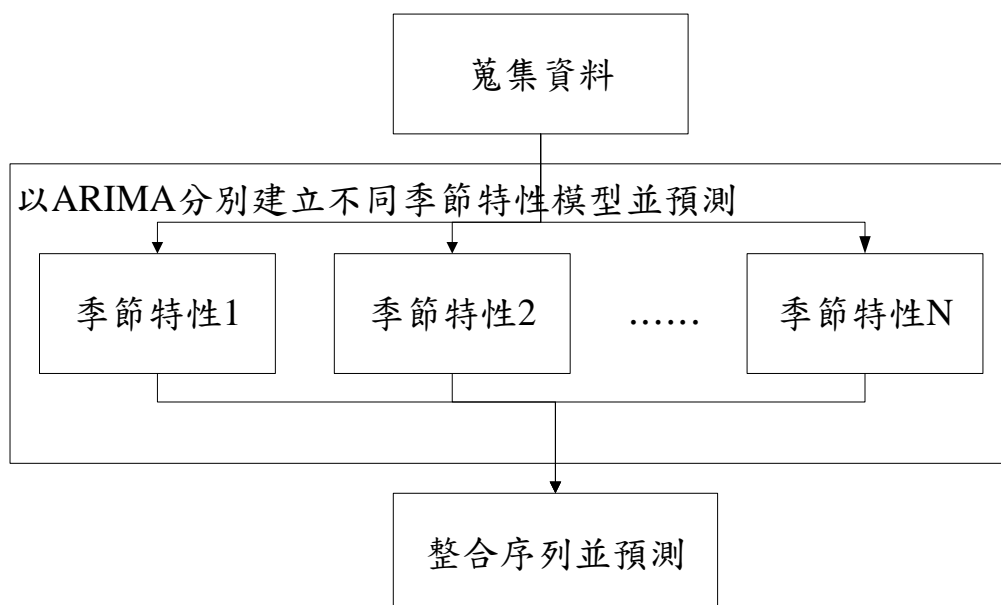 蒐集資料
以ARIMA分別建立不同季節特性模型並預測
季節特性1
季節特性2
......
季節特性N
整合序列並預測